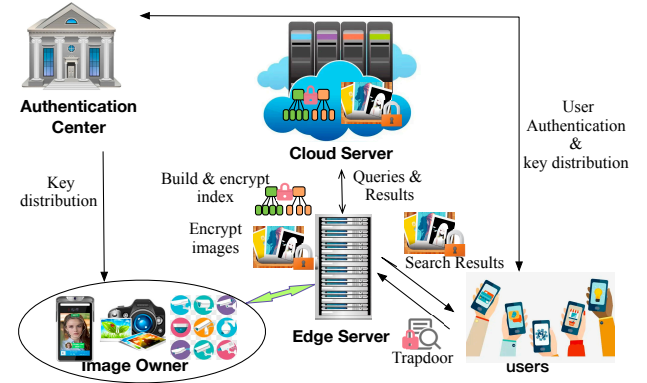 Authentication
Center
Cloud Server
User
Authentication
&
key distribution
Key
distribution
Build & encrypt
index
Queries &
Results
Encrypt
images
Search Results
Image Owner
Edge Server
Trapdoor
users